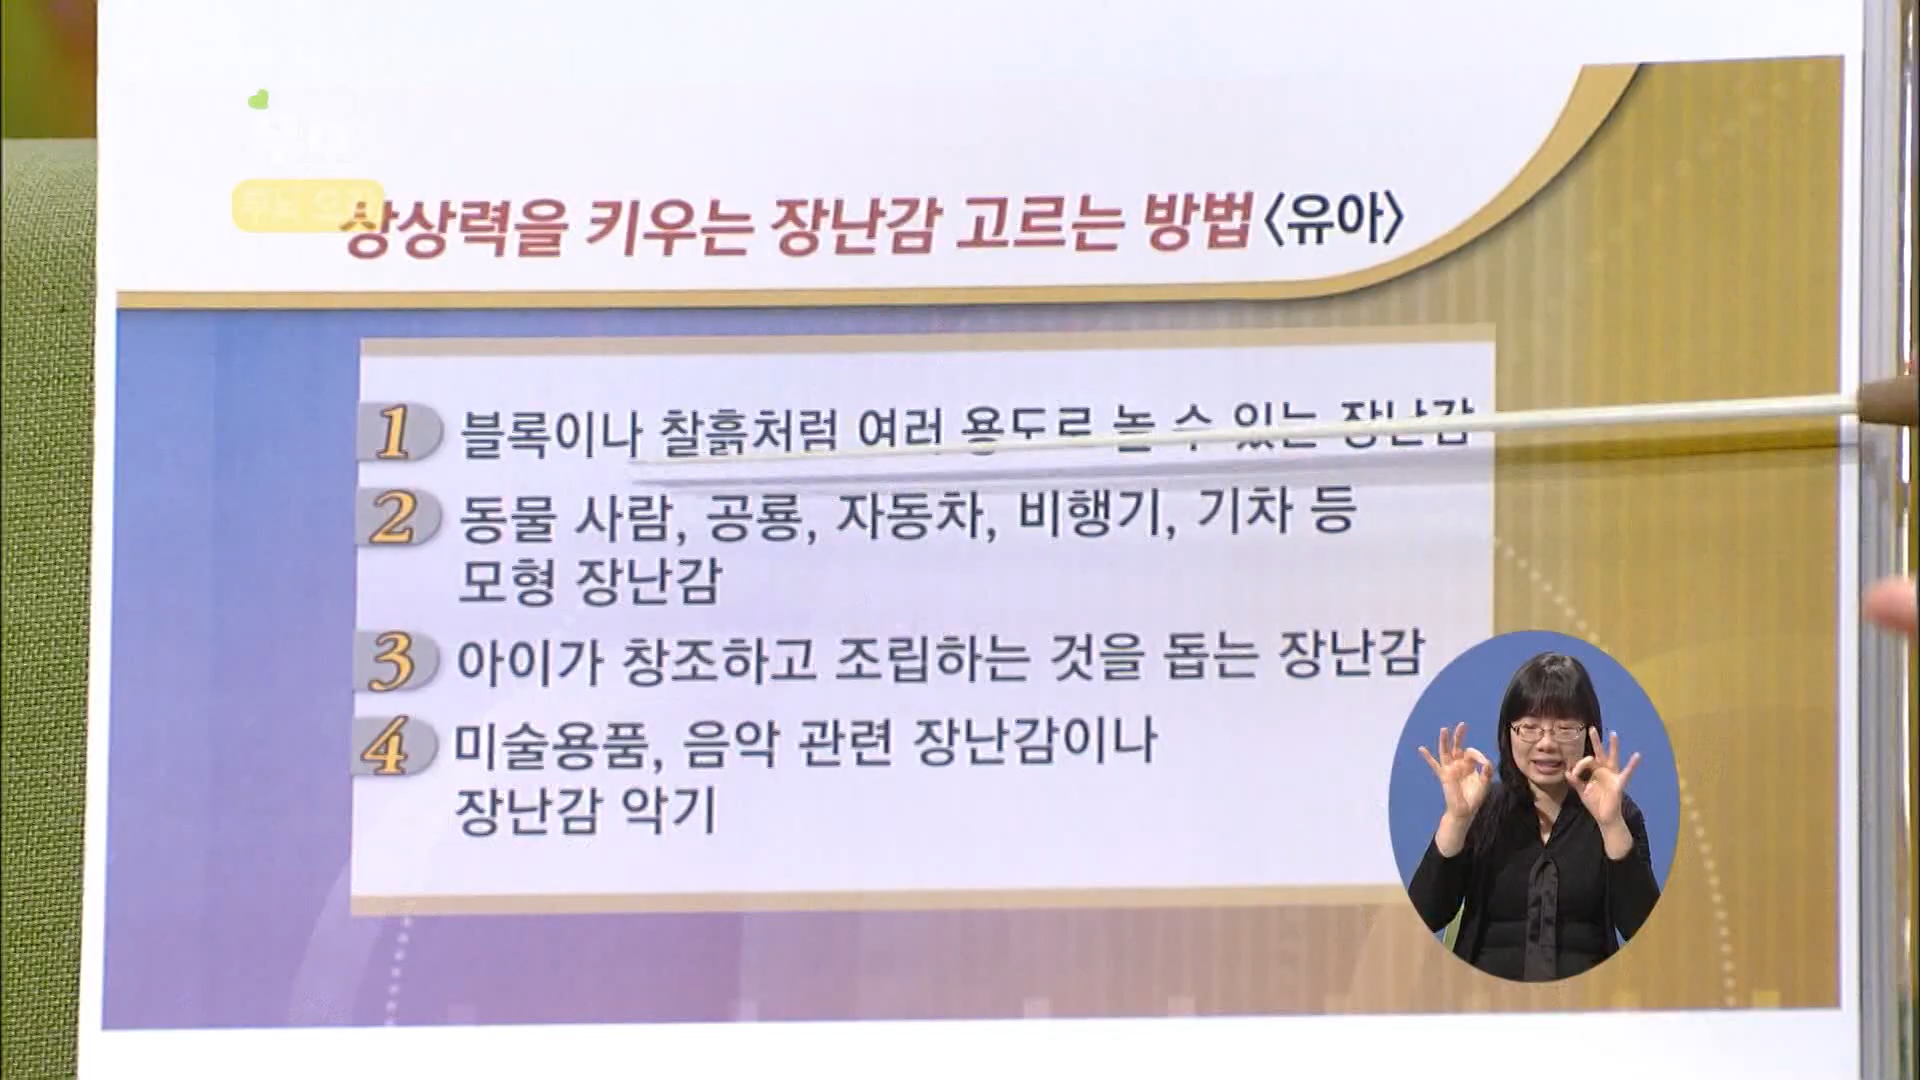 상상력을 키우는 장난감 고르는 방법 〈유아〉
1 블록이나 찰흙처럼 여러 용도로 놀 수 있는 장난감
2 동물 사람, 공룡, 자동차, 비행기, 기차 등
모형 장난감
3 아이가 창조하고 조립하는 것을 돕는 장난감
4 미술용품, 음악 관련 장난감이나
장난감 악기